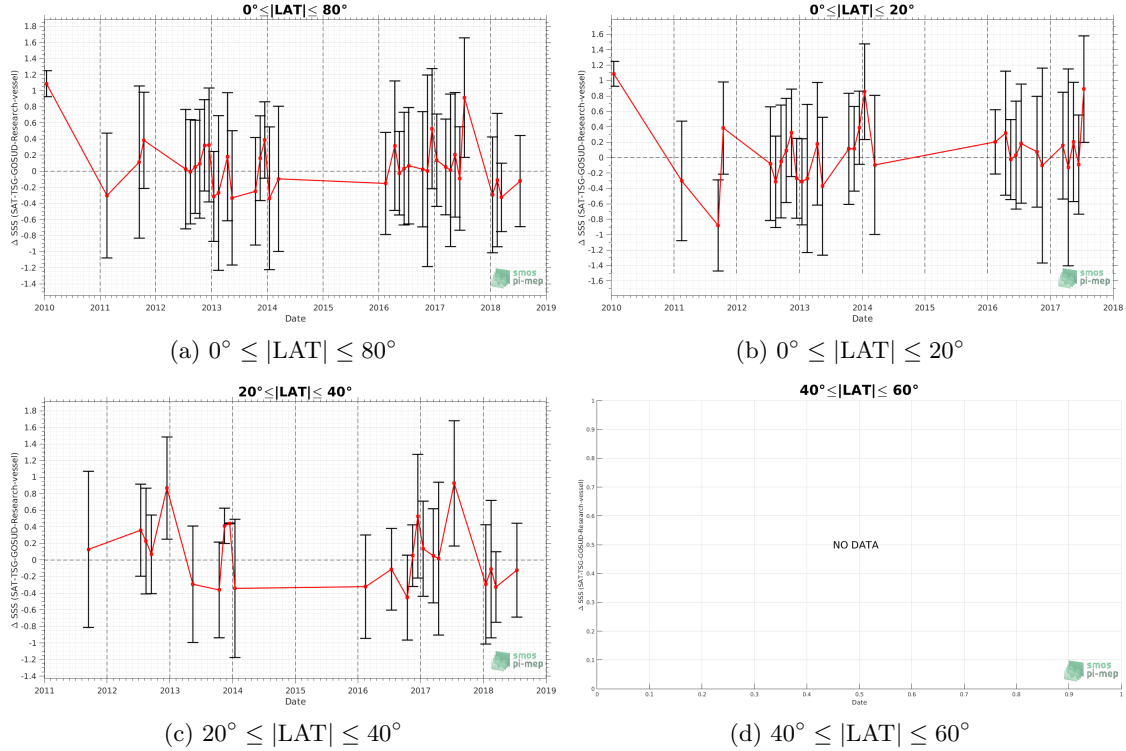 0°≤|LAT|≤ 80°
Δ SSS (SAT-TSG-GOSUD-Research-vessel)
1.8
1.6
1.4
1.2
1
0.8
0.6
0.4
0.2
0
-0.2
-0.4
-0.6
-0.8
-1
-1.2
-1.4
2010 2011 2012 2013 2014 2015 2016 2017 2018 2019
Date
smos
pi-mep
(a) 0° ≤ |LAT| ≤ 80°
0°≤|LAT|≤ 20°
Δ SSS (SAT-TSG-GOSUD-Research-vessel)
1.6
1.4
1.2
1
0.8
0.6
0.4
0.2
0
-0.2
-0.4
-0.6
-0.8
-1
-1.2
-1.4
-1.6
2010 2011 2012 2013 2014 2015 2016 2017 2018
Date
smos
pi-mep
(b) 0° ≤ |LAT| ≤ 20°
20°≤|LAT|≤ 40°
Δ SSS (SAT-TSG-GOSUD-Research-vessel)
1.8
1.6
1.4
1.2
1
0.8
0.6
0.4
0.2
0
-0.2
-0.4
-0.6
-0.8
-1
-1.2
-1.4
2011 2012 2013 2014 2015 2016 2017 2018 2019
Date
smos
pi-mep
(c) 20° ≤ |LAT| ≤ 40°
40°≤|LAT|≤ 60°
Δ SSS (SAT-TSG-GOSUD-Research-vessel)
1
0.9
0.8
0.7
0.6
0.5
0.4
0.3
0.2
0.1
0
NO DATA
0 0.1 0.2 0.3 0.4 0.5 0.6 0.7 0.8 0.9 1
Date
smos
pi-mep
(d) 40° ≤ |LAT| ≤ 60°